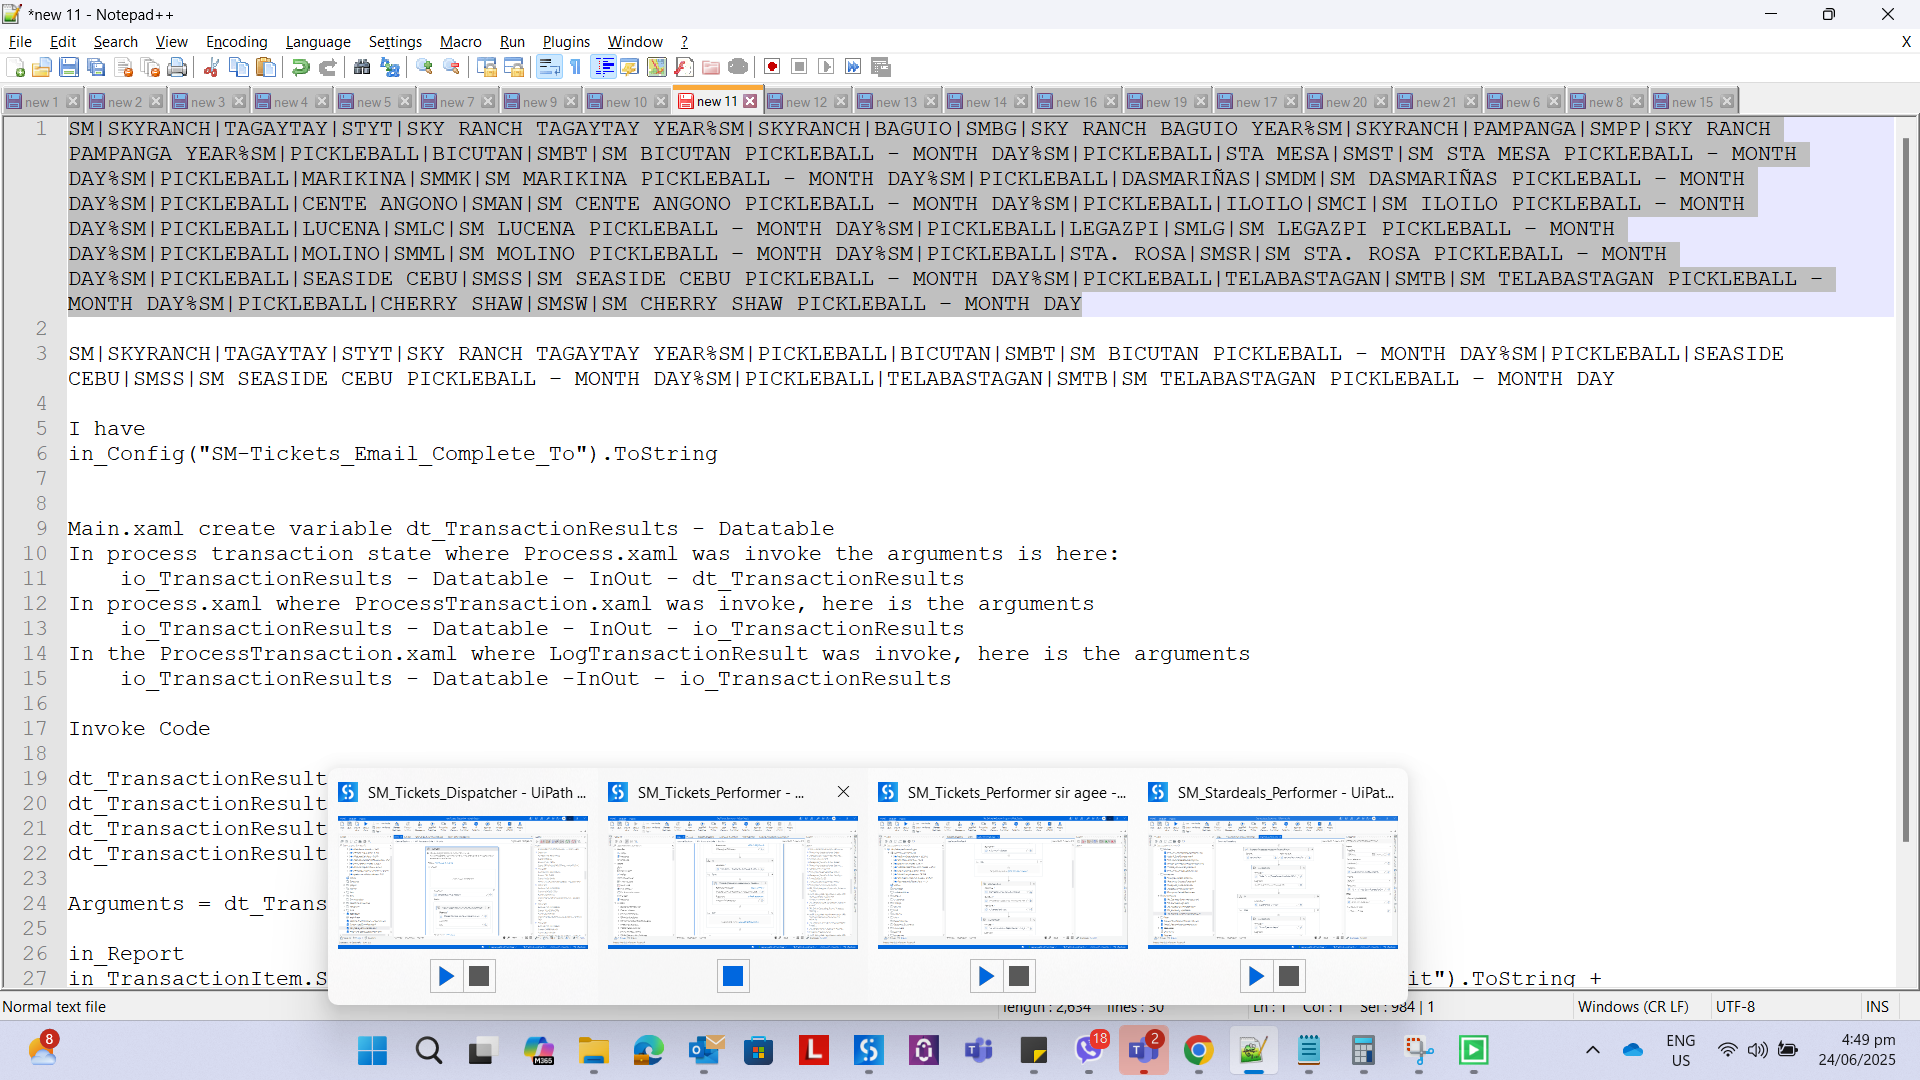 *new 11 - Notepad++
File Edit Search View Encoding Language Settings Macro Run Plugins Window ?
X
new 1 new 2 new 3 new 4 new 5 new 7 new 9 new 10 new 11 new 12 new 13 new 14 new 16 new 19 new 17 new 20 new 21 new 6 new 8 new 15
1 SM|SKYRANCH|TAGAYTAY|STYT|SKY RANCH TAGAYTAY YEAR%SM|SKYRANCH|BAGUIO|SMBG|SKY RANCH BAGUIO YEAR%SM|SKYRANCH|PAMPANGA|SMPP|SKY RANCH
PAMPANGA YEAR%SM|PICKLEBALL|BICUTAN|SMBT|SM BICUTAN PICKLEBALL - MONTH DAY%SM|PICKLEBALL|STA MESA|SMST|SM STA MESA PICKLEBALL - MONTH
DAY%SM|PICKLEBALL|MARIKINA|SMMK|SM MARIKINA PICKLEBALL - MONTH DAY%SM|PICKLEBALL|DASMARIÑAS|SMDM|SM DASMARIÑAS PICKLEBALL - MONTH
DAY%SM|PICKLEBALL|CENTE ANGONO|SMAN|SM CENTE ANGONO PICKLEBALL - MONTH DAY%SM|PICKLEBALL|ILOILO|SMCI|SM ILOILO PICKLEBALL - MONTH
DAY%SM|PICKLEBALL|LUCENA|SMLC|SM LUCENA PICKLEBALL - MONTH DAY%SM|PICKLEBALL|LEGAZPI|SMLG|SM LEGAZPI PICKLEBALL - MONTH
DAY%SM|PICKLEBALL|MOLINO|SMML|SM MOLINO PICKLEBALL - MONTH DAY%SM|PICKLEBALL|STA. ROSA|SMSR|SM STA. ROSA PICKLEBALL - MONTH
DAY%SM|PICKLEBALL|SEASIDE CEBU|SMSS|SM SEASIDE CEBU PICKLEBALL - MONTH DAY%SM|PICKLEBALL|TELABASTAGAN|SMTB|SM TELABASTAGAN PICKLEBALL -
MONTH DAY%SM|PICKLEBALL|CHERRY SHAW|SMSW|SM CHERRY SHAW PICKLEBALL - MONTH DAY
2
3 SM|SKYRANCH|TAGAYTAY|STYT|SKY RANCH TAGAYTAY YEAR%SM|PICKLEBALL|BICUTAN|SMBT|SM BICUTAN PICKLEBALL - MONTH DAY%SM|PICKLEBALL|SEASIDE
CEBU|SMSS|SM SEASIDE CEBU PICKLEBALL - MONTH DAY%SM|PICKLEBALL|TELABASTAGAN|SMTB|SM TELABASTAGAN PICKLEBALL - MONTH DAY
4
5 I have
6 in_Config("SM-Tickets_Email_Complete_To").ToString
7
8
9 Main.xaml create variable dt_TransactionResults - Datatable
10 In process transaction state where Process.xaml was invoke the arguments is here:
11 io_TransactionResults - Datatable - InOut - dt_TransactionResults
12 In process.xaml where ProcessTransaction.xaml was invoke, here is the arguments
13 io_TransactionResults - Datatable - InOut - io_TransactionResults
14 In the ProcessTransaction.xaml where LogTransactionResult was invoke, here is the arguments
15 io_TransactionResults - Datatable -InOut - io_TransactionResults
16
17 Invoke Code
18
19 dt_TransactionResult
20 dt_TransactionResult
21 dt_TransactionResult
22 dt_TransactionResult
23
24 Arguments = dt_Trans
25
26 in_Report
27 in_TransactionItem.S it").ToString +
SM_Tickets_Dispatcher - UiPath ... SM_Tickets_Performer - ... SM_Tickets_Performer sir agee -... SM_Stardeals_Performer - UiPat...
Normal text file length : 2,634 lines : 30 Ln : 1 Col : 1 Sel : 984 | 1 Windows (CR LF) UTF-8 INS
8
M365
L
18
2
ENG
US
4:49 pm
24/06/2025